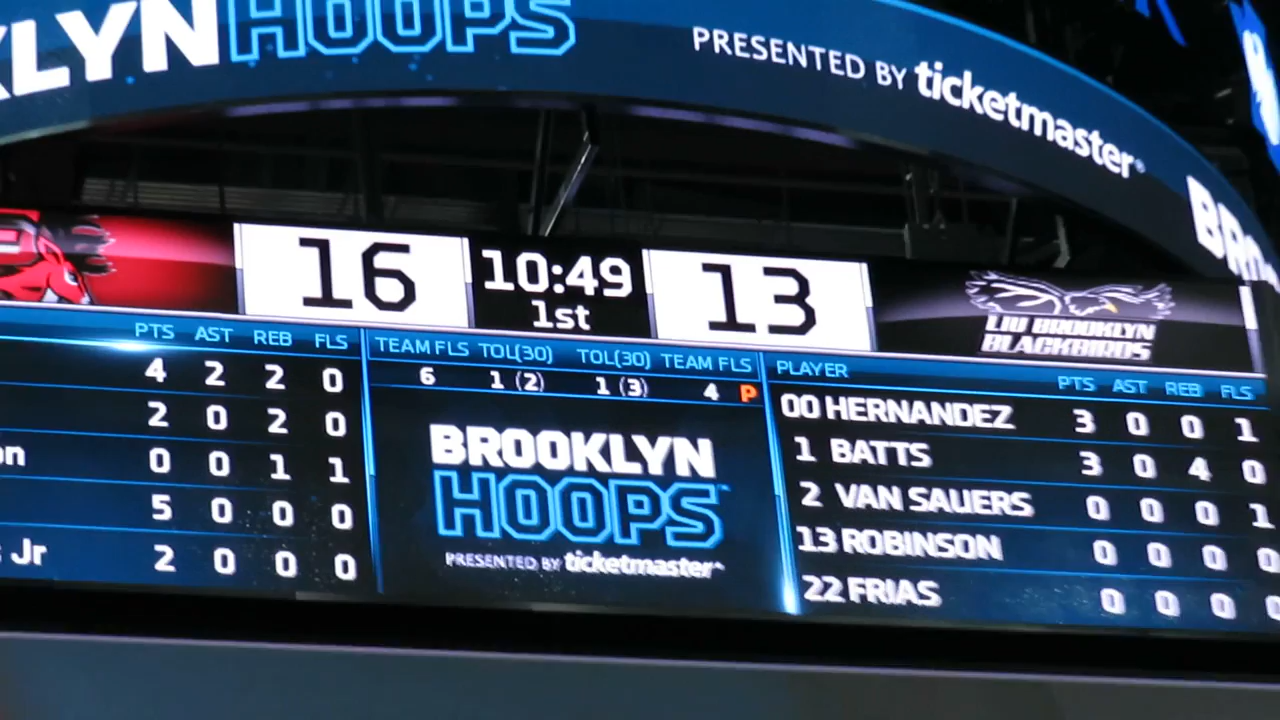 KLYN HOOPS PRESENTED BY ticketmaster®
16 10:49 13
1st
LIU BROOKLYN
BLACKBIRDS
PTS AST REB FLS
4 2 2 0
2 0 2 0
on 0 0 1 1
5 0 0 0
Jr 2 0 0 0
TEAM FLS TOL(30) TOL(30) TEAM FLS
6 1 (2) 1 (3) 4 P
BROOKLYN
HOOPS™
PRESENTED BY ticketmaster
PLAYER PTS AST REB FLS
00 HERNANDEZ 3 0 0 1
1 BATTS 3 0 4 0
2 VAN SAUERS 0 0 0 1
13 ROBINSON 0 0 0 0
22 FRIAS 0 0 0 0